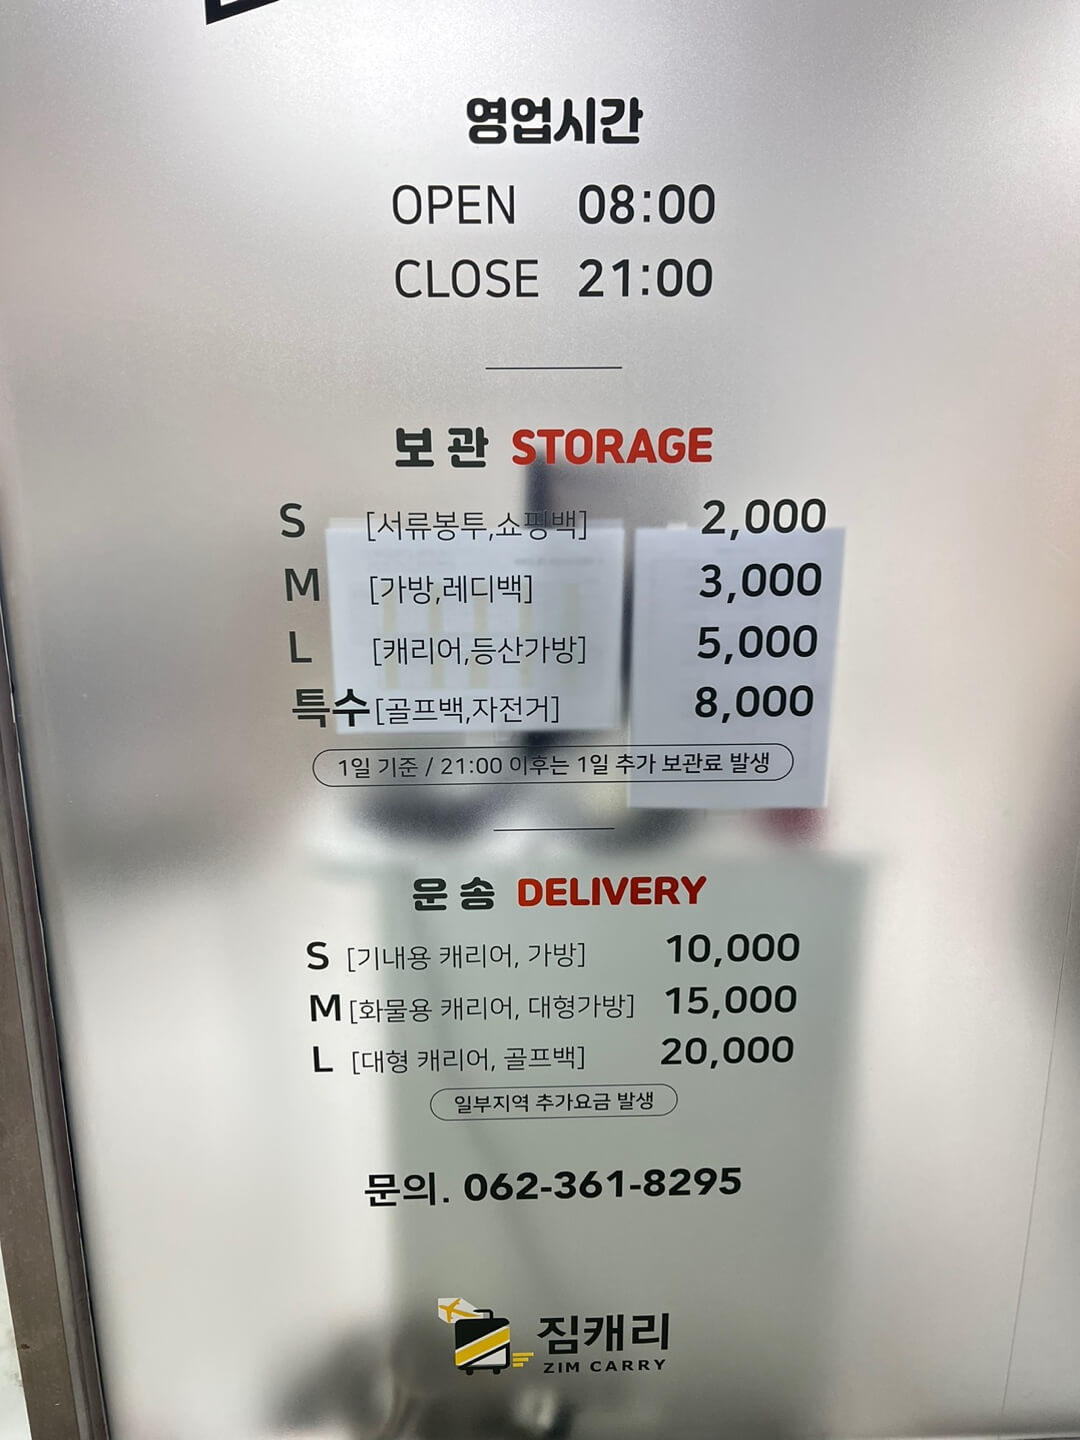 영업시간
OPEN 08:00
CLOSE 21:00
보관 STORAGE
S [서류봉투,쇼핑백] 2,000
M [가방,레디백] 3,000
L [캐리어,등산가방] 5,000
특수 [골프백,자전거] 8,000
1일 기준 / 21:00 이후는 1일 추가 보관료 발생
운송 DELIVERY
S [기내용 캐리어, 가방] 10,000
M [화물용 캐리어, 대형가방] 15,000
L [대형 캐리어, 골프백] 20,000
일부지역 추가요금 발생
문의. 062-361-8295
짐캐리
ZIM CARRY